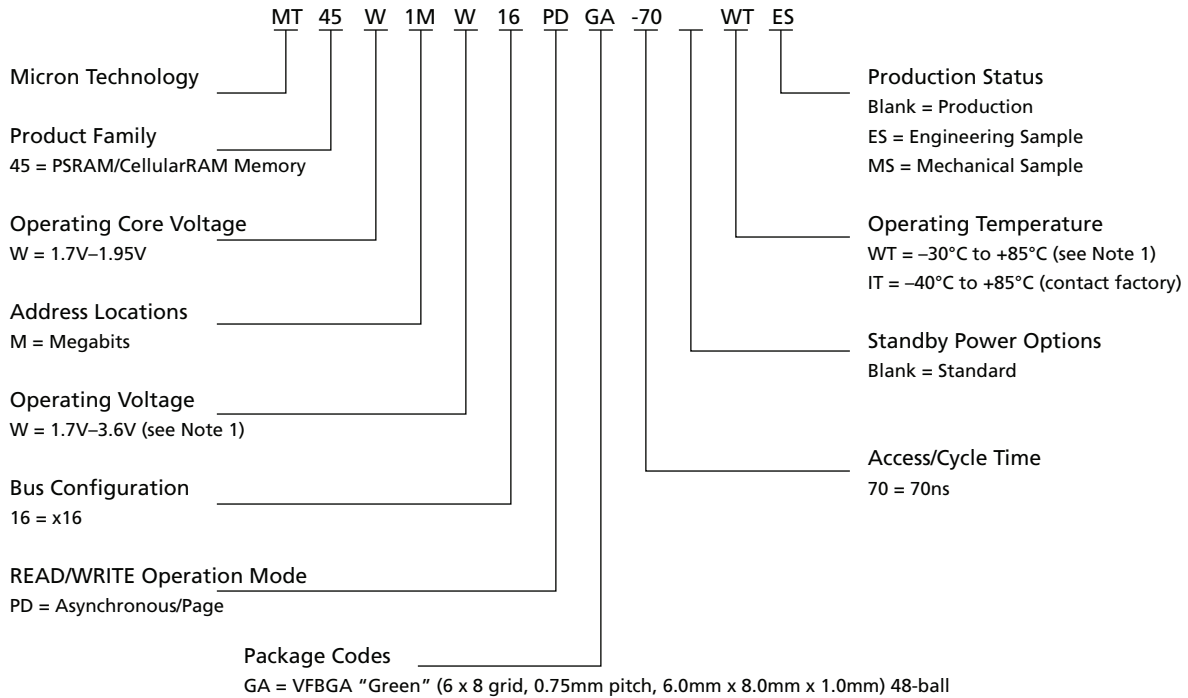 MT 45 W 1M W 16 PD GA -70 WT ES
Micron Technology
Product Family
45 = PSRAM/CellularRAM Memory
Operating Core Voltage
W = 1.7V–1.95V
Address Locations
M = Megabits
Operating Voltage
W = 1.7V–3.6V (see Note 1)
Bus Configuration
16 = x16
READ/WRITE Operation Mode
PD = Asynchronous/Page
Package Codes
GA = VFBGA “Green” (6 x 8 grid, 0.75mm pitch, 6.0mm x 8.0mm x 1.0mm) 48-ball
Production Status
Blank = Production
ES = Engineering Sample
MS = Mechanical Sample
Operating Temperature
WT = –30°C to +85°C (see Note 1)
IT = –40°C to +85°C (contact factory)
Standby Power Options
Blank = Standard
Access/Cycle Time
70 = 70ns